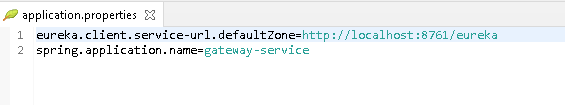 application.properties
1 eureka.client.service-url.defaultZone=http://localhost:8761/eureka
2 spring.application.name=gateway-service